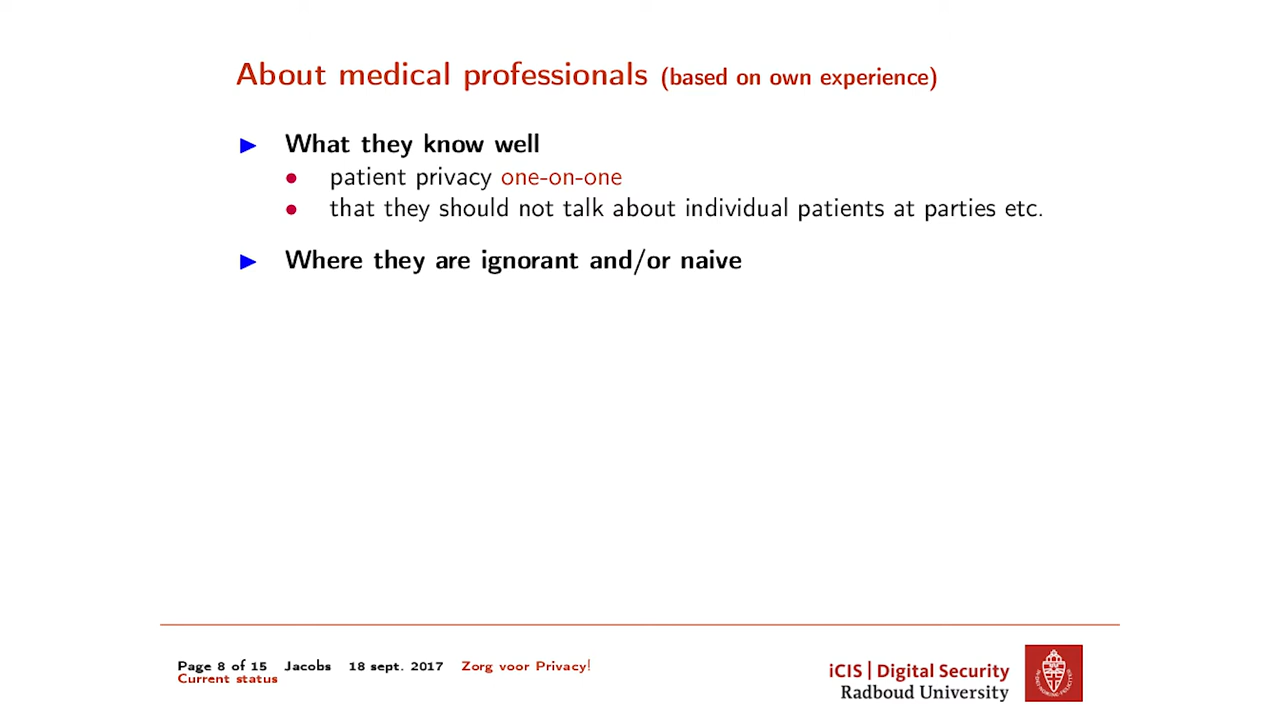 About medical professionals (based on own experience)
▶ What they know well
• patient privacy one-on-one
• that they should not talk about individual patients at parties etc.
▶ Where they are ignorant and/or naive
Page 8 of 15 Jacobs 18 sept. 2017 Zorg voor Privacy!
Current status
iCIS | Digital Security
Radboud University